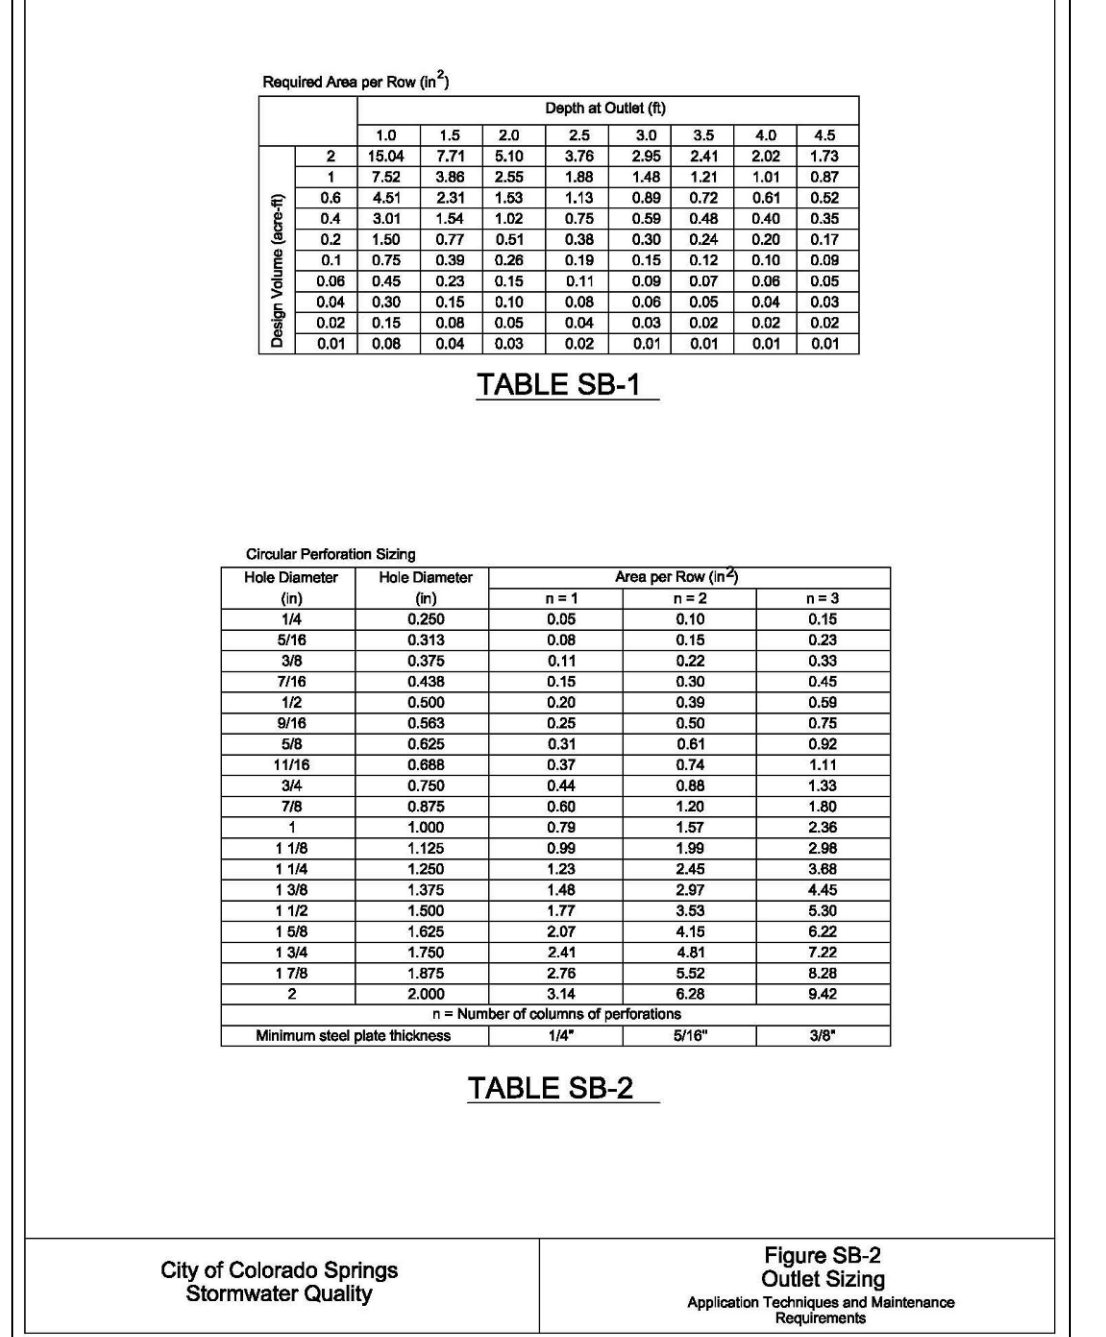 Required Area per Row (in2)
Depth at Outlet (ft)
1.0 1.5 2.0 2.5 3.0 3.5 4.0 4.5
Design Volume (acre-ft)
2 15.04 7.71 5.10 3.76 2.95 2.41 2.02 1.73
1 7.52 3.86 2.55 1.88 1.48 1.21 1.01 0.87
0.6 4.51 2.31 1.53 1.13 0.89 0.72 0.61 0.52
0.4 3.01 1.54 1.02 0.75 0.59 0.48 0.40 0.35
0.2 1.50 0.77 0.51 0.38 0.30 0.24 0.20 0.17
0.1 0.75 0.39 0.26 0.19 0.15 0.12 0.10 0.09
0.06 0.45 0.23 0.15 0.11 0.09 0.07 0.06 0.05
0.04 0.30 0.15 0.10 0.08 0.06 0.05 0.04 0.03
0.02 0.15 0.08 0.05 0.04 0.03 0.02 0.02 0.02
0.01 0.08 0.04 0.03 0.02 0.01 0.01 0.01 0.01
TABLE SB-1
Circular Perforation Sizing
Hole Diameter Hole Diameter Area per Row (in2)
(in) (in) n = 1 n = 2 n = 3
1/4 0.250 0.05 0.10 0.15
5/16 0.313 0.08 0.15 0.23
3/8 0.375 0.11 0.22 0.33
7/16 0.438 0.15 0.30 0.45
1/2 0.500 0.20 0.39 0.59
9/16 0.563 0.25 0.50 0.75
5/8 0.625 0.31 0.61 0.92
11/16 0.688 0.37 0.74 1.11
3/4 0.750 0.44 0.88 1.33
7/8 0.875 0.60 1.20 1.80
1 1.000 0.79 1.57 2.36
1 1/8 1.125 0.99 1.99 2.98
1 1/4 1.250 1.23 2.45 3.68
1 3/8 1.375 1.48 2.97 4.45
1 1/2 1.500 1.77 3.53 5.30
1 5/8 1.625 2.07 4.15 6.22
1 3/4 1.750 2.41 4.81 7.22
1 7/8 1.875 2.76 5.52 8.28
2 2.000 3.14 6.28 9.42
n = Number of columns of perforations
Minimum steel plate thickness 1/4" 5/16" 3/8"
TABLE SB-2
City of Colorado Springs
Stormwater Quality
Figure SB-2
Outlet Sizing
Application Techniques and Maintenance
Requirements